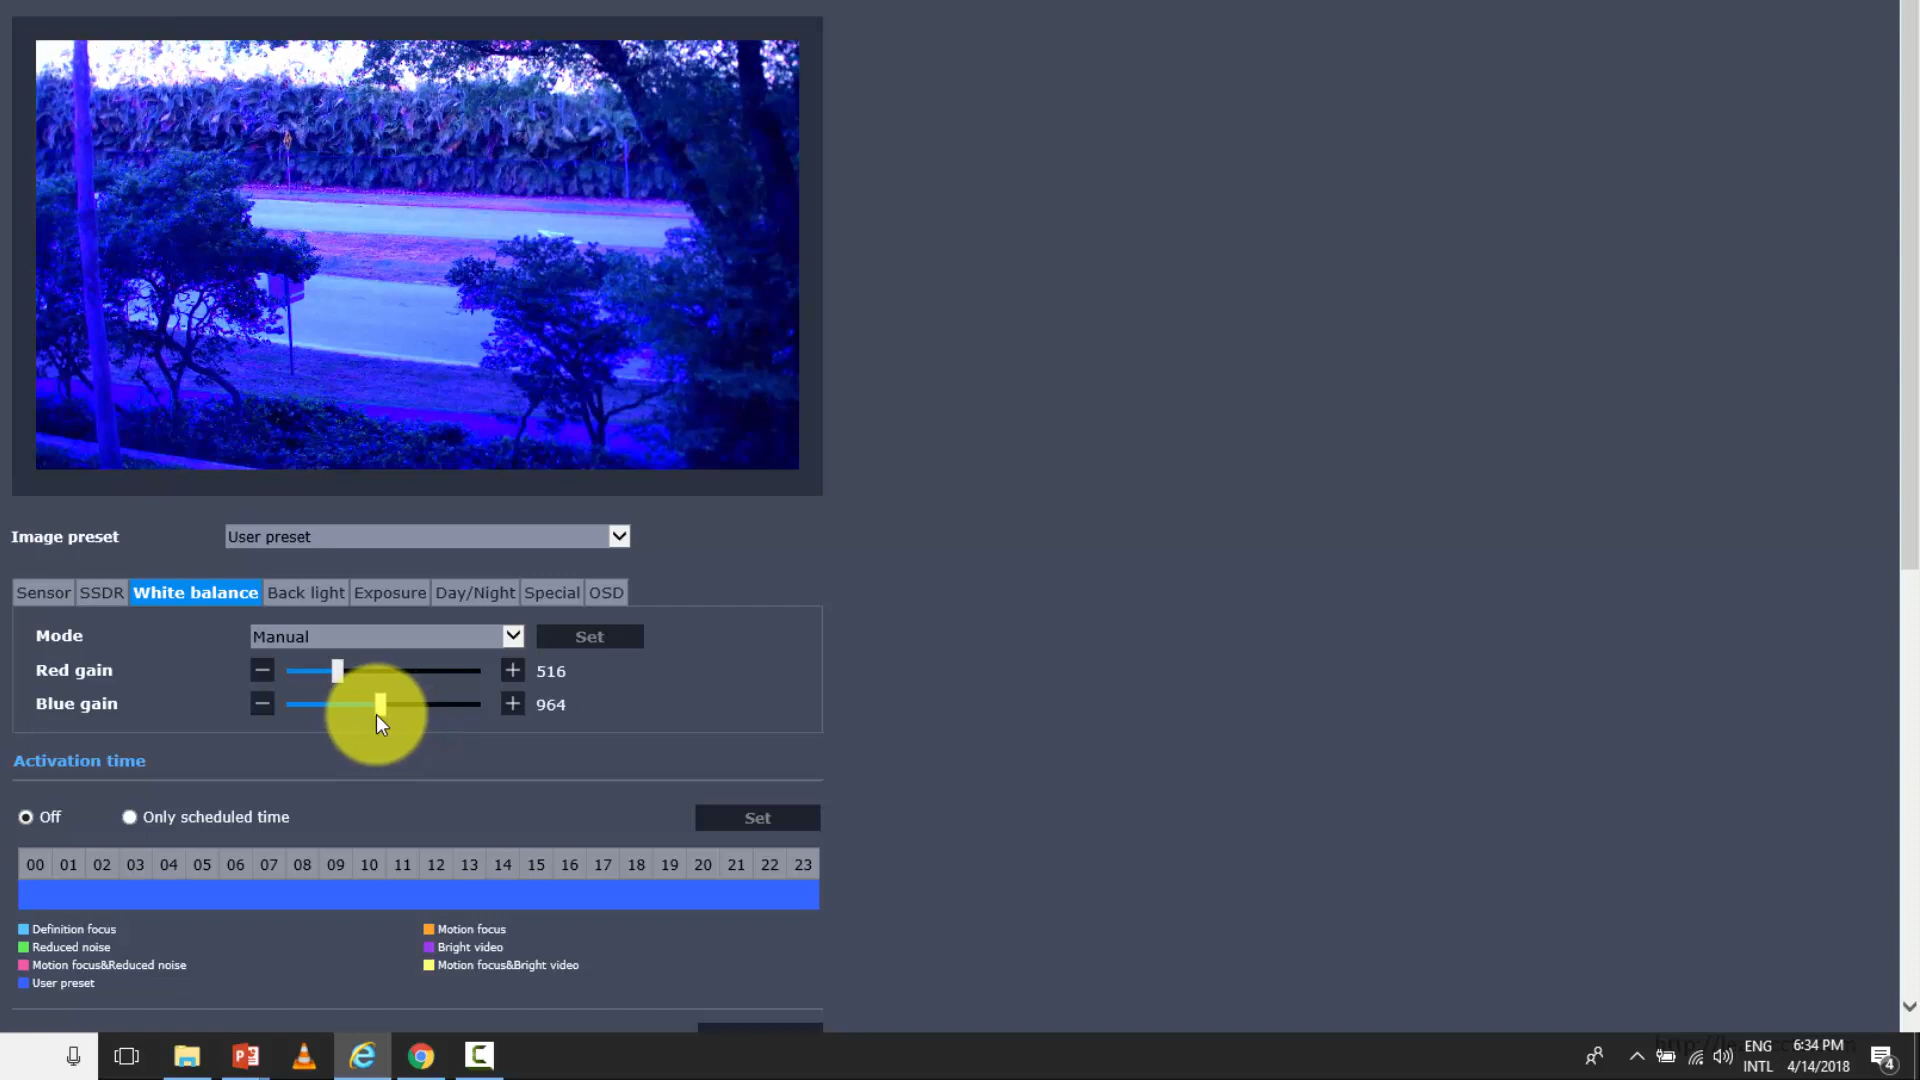 Image preset User preset
Sensor SSDR White balance Back light Exposure Day/Night Special OSD
Mode Manual Set
Red gain − + 516
Blue gain − + 964
Activation time
Off Only scheduled time Set
00 01 02 03 04 05 06 07 08 09 10 11 12 13 14 15 16 17 18 19 20 21 22 23
Definition focus Motion focus
Reduced noise Bright video
Motion focus&Reduced noise Motion focus&Bright video
User preset
ENG 6:34 PM
INTL 4/14/2018 4